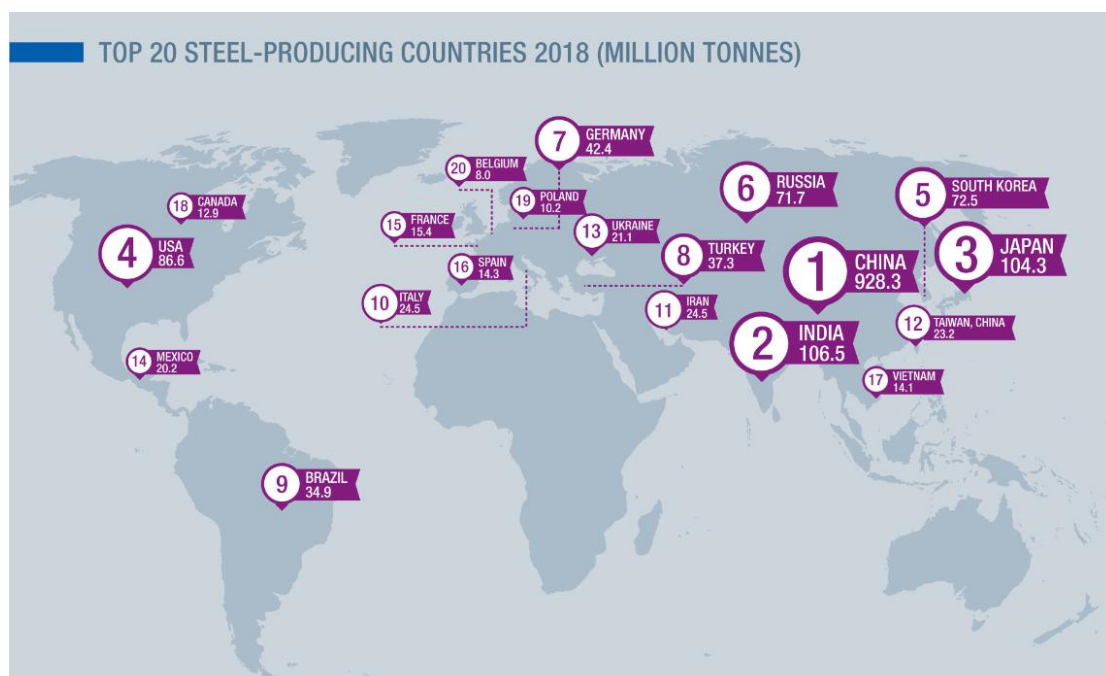 TOP 20 STEEL-PRODUCING COUNTRIES 2018 (MILLION TONNES)
7
GERMANY
42.4
20
BELGIUM
8.0
6
RUSSIA
71.7
5
SOUTH KOREA
72.5
18
CANADA
12.9
19
POLAND
10.2
15
FRANCE
15.4
13
UKRAINE
21.1
4
USA
86.6
8
TURKEY
37.3
3
JAPAN
104.3
16
SPAIN
14.3
1
CHINA
928.3
10
ITALY
24.5
11
IRAN
24.5
12
TAIWAN, CHINA
23.2
2
INDIA
106.5
14
MEXICO
20.2
17
VIETNAM
14.1
9
BRAZIL
34.9